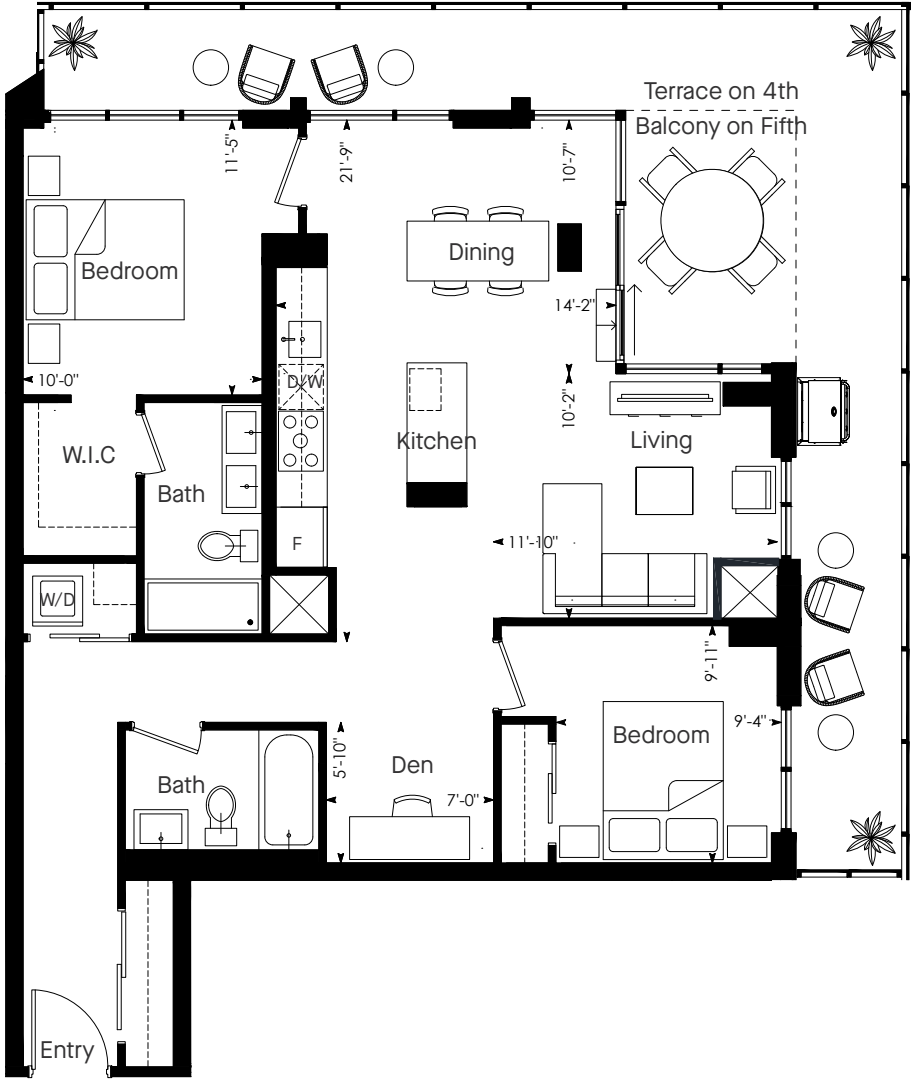 Terrace on 4th
Balcony on Fifth
11'-5"
21'-9"
10'-7"
Dining
Bedroom
14'-2"
10'-0"
D/W
10'-2"
Kitchen
Living
W.I.C
Bath
F
11'-10"
W/D
9'-11"
9'-4"
Bedroom
5'-10"
Den
Bath
7'-0"
Entry